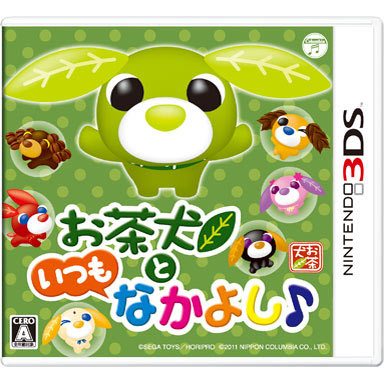 NINTENDO 3DS
お茶犬
と
いつも
なかよし♪
お茶犬
CERO
A
©SEGA TOYS／HORIPRO ©2011 NIPPON COLUMBIA CO., LTD.